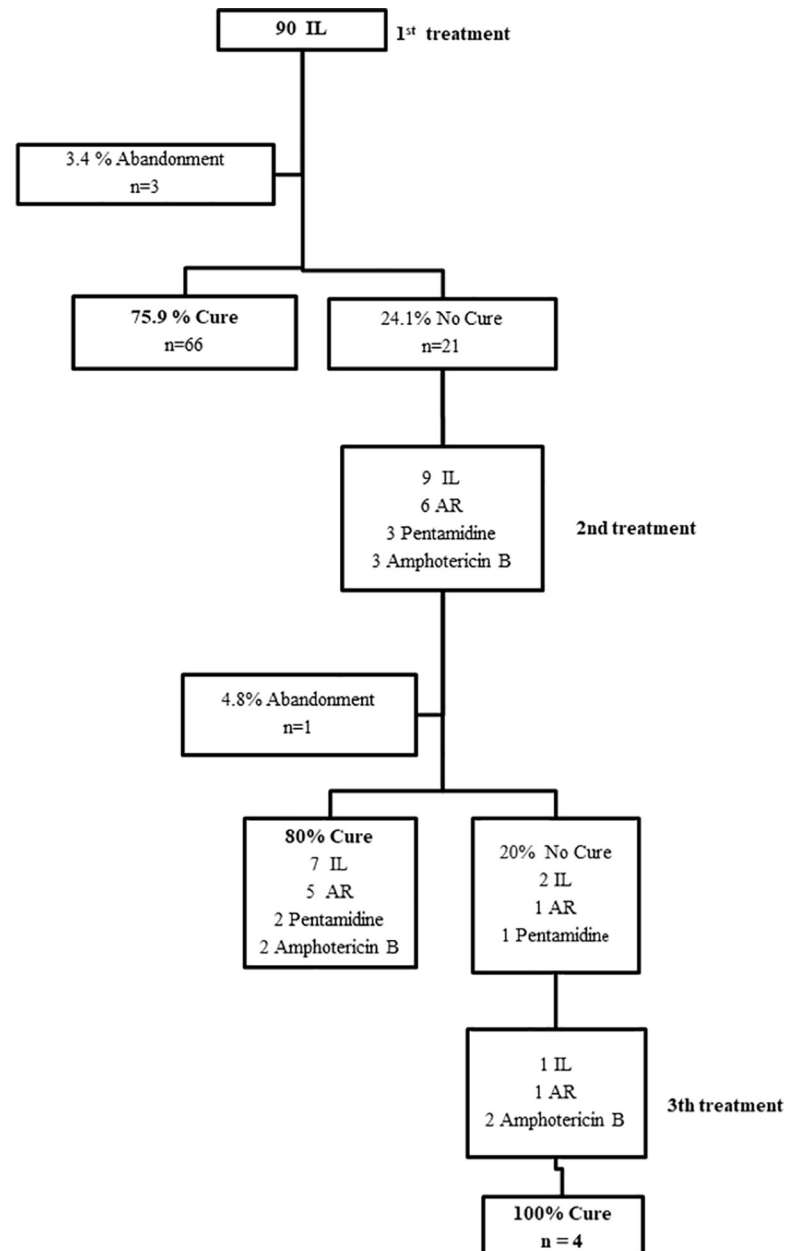 90 IL
1st treatment
3.4 % Abandonment
n=3
75.9 % Cure
n=66
24.1% No Cure
n=21
9 IL
6 AR
3 Pentamidine
3 Amphotericin B
2nd treatment
4.8% Abandonment
n=1
80% Cure
7 IL
5 AR
2 Pentamidine
2 Amphotericin B
20% No Cure
2 IL
1 AR
1 Pentamidine
1 IL
1 AR
2 Amphotericin B
3th treatment
100% Cure
n = 4